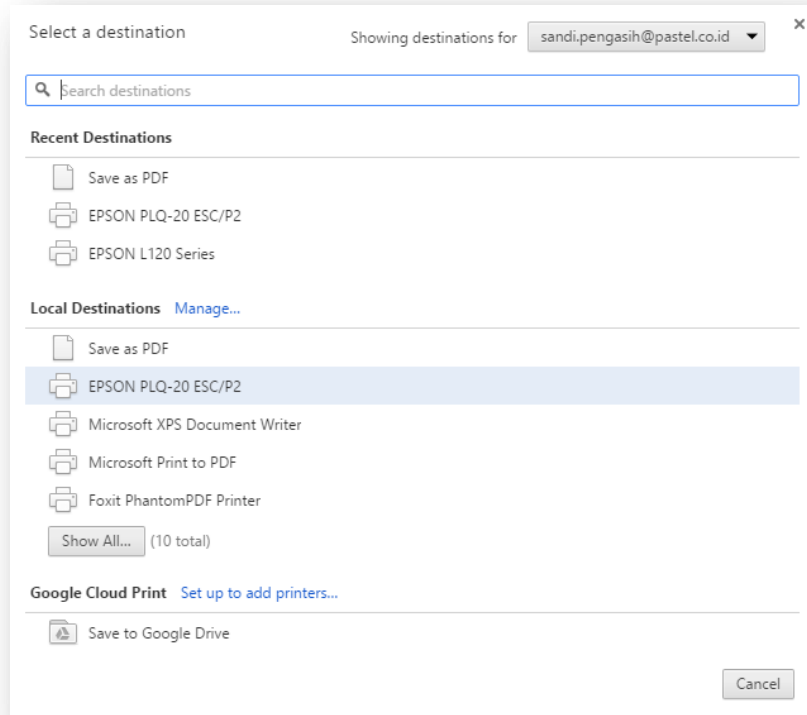 Select a destination
Showing destinations for sandi.pengasih@pastel.co.id
Search destinations
Recent Destinations
Save as PDF
EPSON PLQ-20 ESC/P2
EPSON L120 Series
Local Destinations Manage...
Save as PDF
EPSON PLQ-20 ESC/P2
Microsoft XPS Document Writer
Microsoft Print to PDF
Foxit PhantomPDF Printer
Show All... (10 total)
Google Cloud Print Set up to add printers...
Save to Google Drive
Cancel